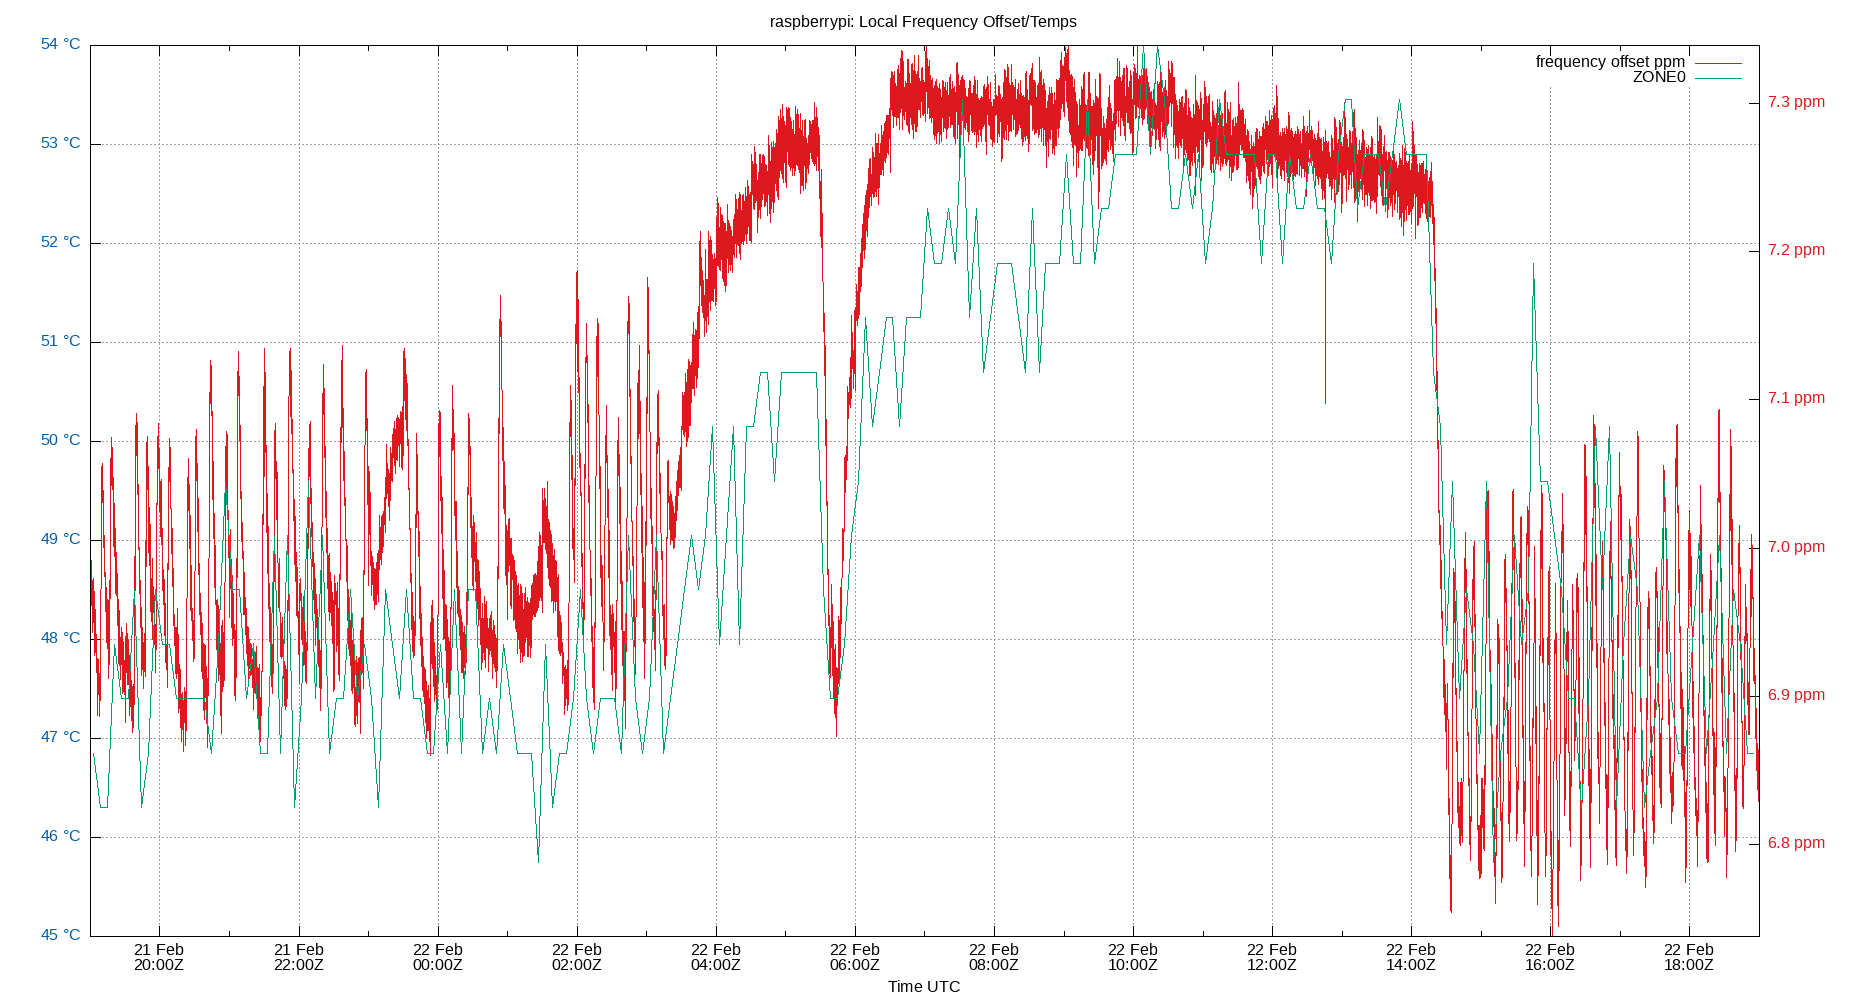 raspberrypi: Local Frequency Offset/Temps
54 °C
53 °C
52 °C
51 °C
50 °C
49 °C
48 °C
47 °C
46 °C
45 °C
frequency offset ppm
ZONE0
7.3 ppm
7.2 ppm
7.1 ppm
7.0 ppm
6.9 ppm
6.8 ppm
21 Feb
20:00Z
21 Feb
22:00Z
22 Feb
00:00Z
22 Feb
02:00Z
22 Feb
04:00Z
22 Feb
06:00Z
22 Feb
08:00Z
22 Feb
10:00Z
22 Feb
12:00Z
22 Feb
14:00Z
22 Feb
16:00Z
22 Feb
18:00Z
Time UTC